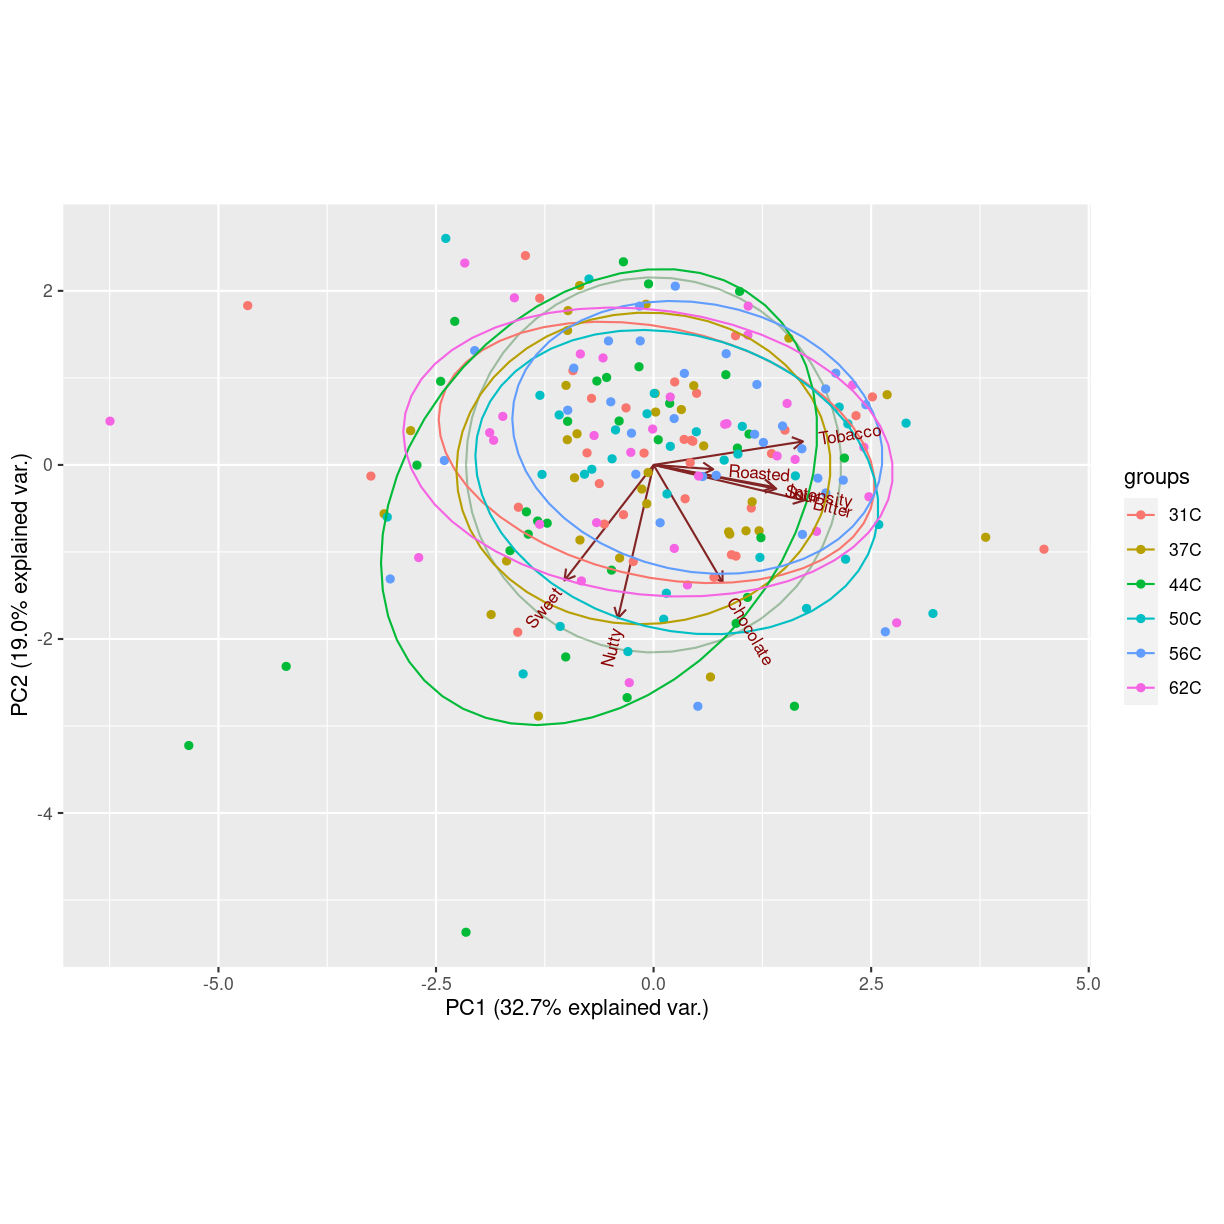 2
0
-2
-4
-5.0
-2.5
0.0
2.5
5.0
PC1 (32.7% explained var.)
PC2 (19.0% explained var.)
Tobacco
Roasted
Intensity
Bitter
Sweet
Nutty
Chocolate
groups
31C
37C
44C
50C
56C
62C